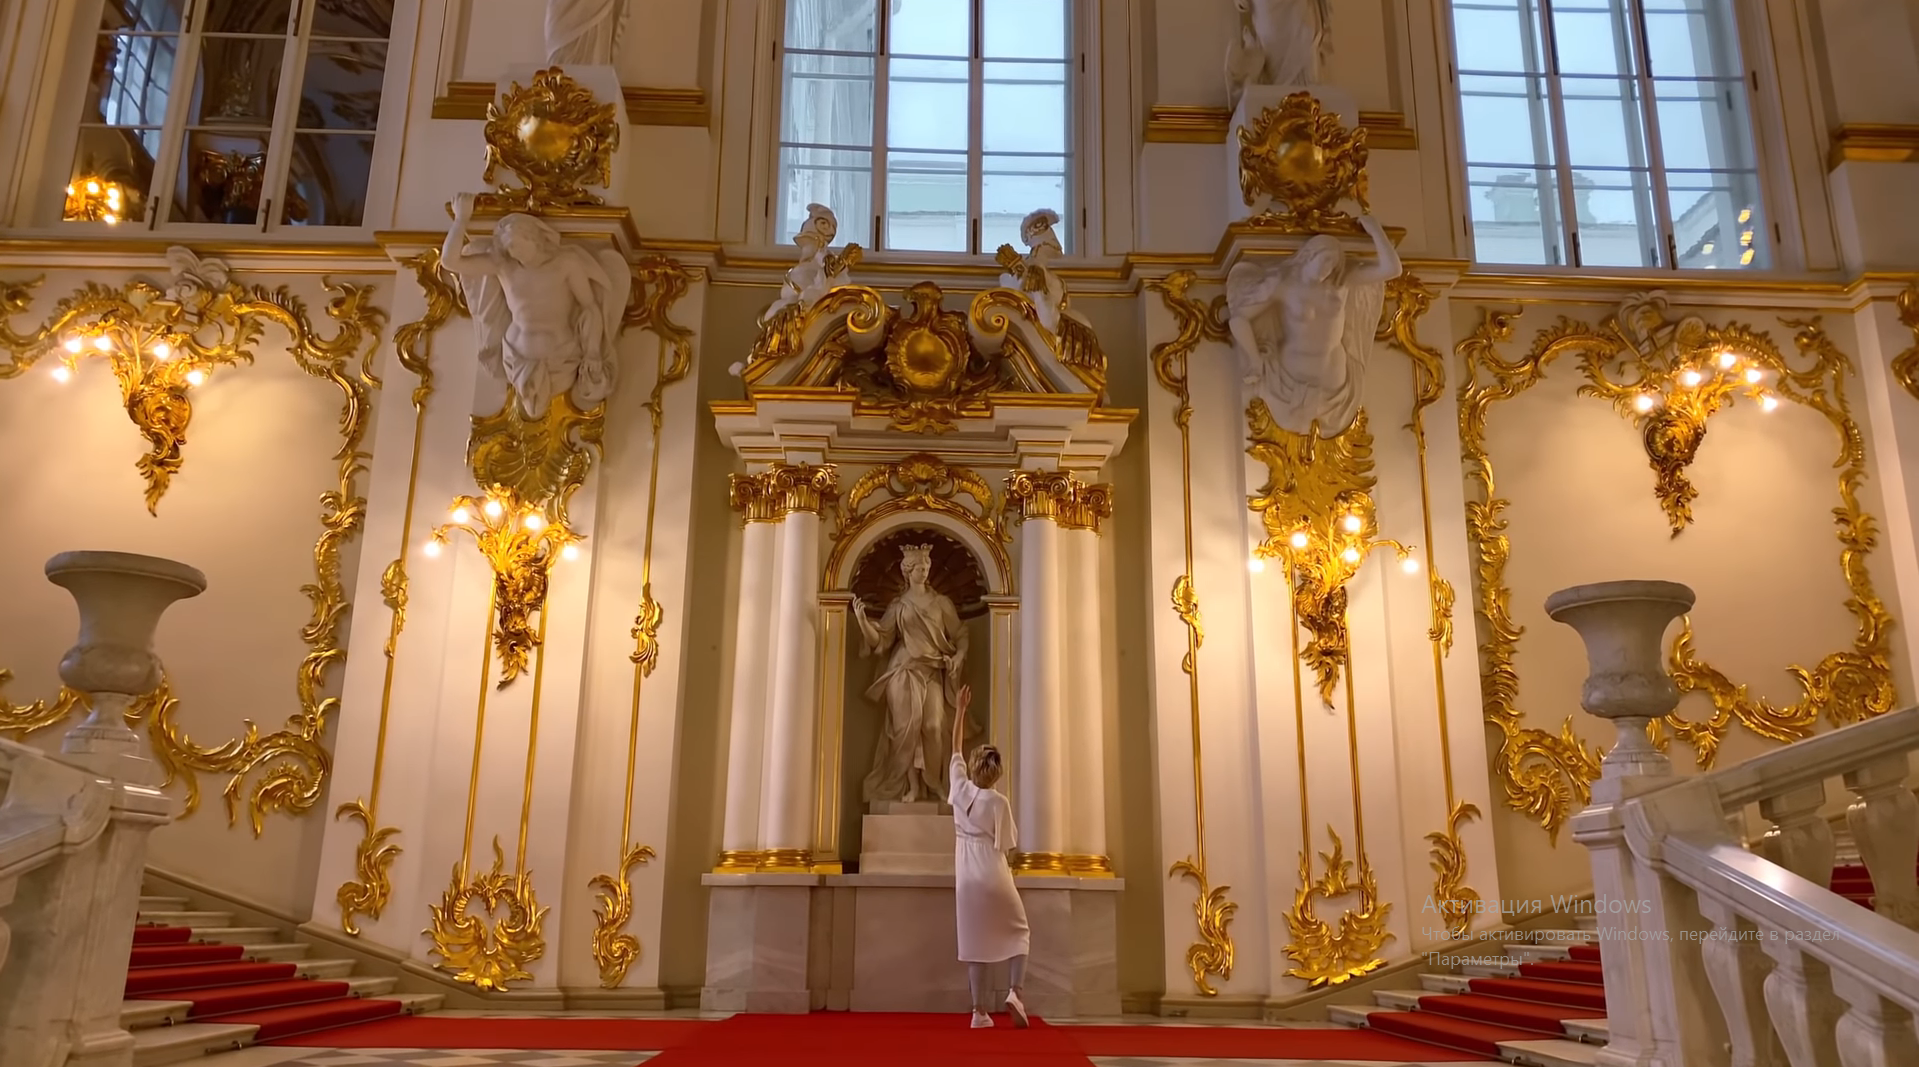 Активация Windows
Чтобы активировать Windows, перейдите в раздел
"Параметры".